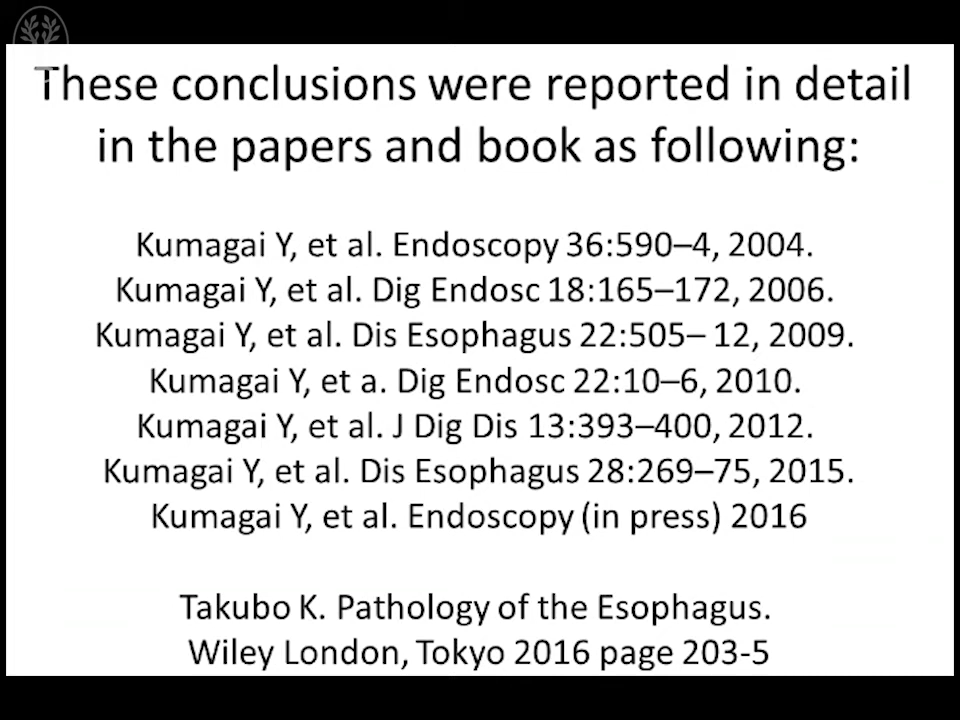 These conclusions were reported in detail
in the papers and book as following:
Kumagai Y, et al. Endoscopy 36:590–4, 2004.
Kumagai Y, et al. Dig Endosc 18:165–172, 2006.
Kumagai Y, et al. Dis Esophagus 22:505– 12, 2009.
Kumagai Y, et a. Dig Endosc 22:10–6, 2010.
Kumagai Y, et al. J Dig Dis 13:393–400, 2012.
Kumagai Y, et al. Dis Esophagus 28:269–75, 2015.
Kumagai Y, et al. Endoscopy (in press) 2016
Takubo K. Pathology of the Esophagus.
Wiley London, Tokyo 2016 page 203-5